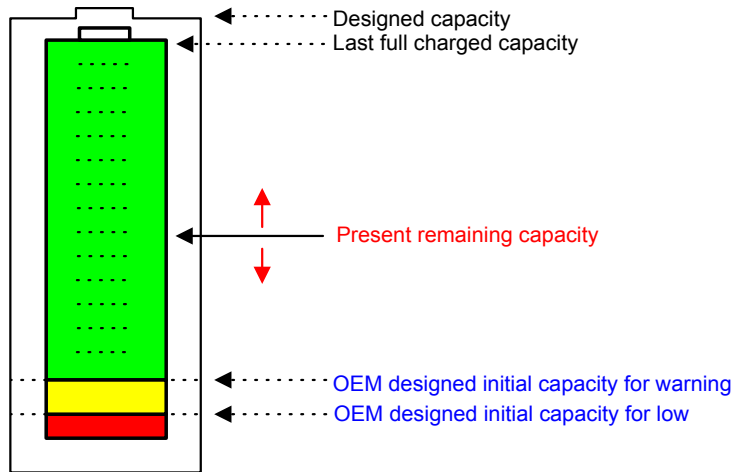 Designed capacity
Last full charged capacity
Present remaining capacity
OEM designed initial capacity for warning
OEM designed initial capacity for low